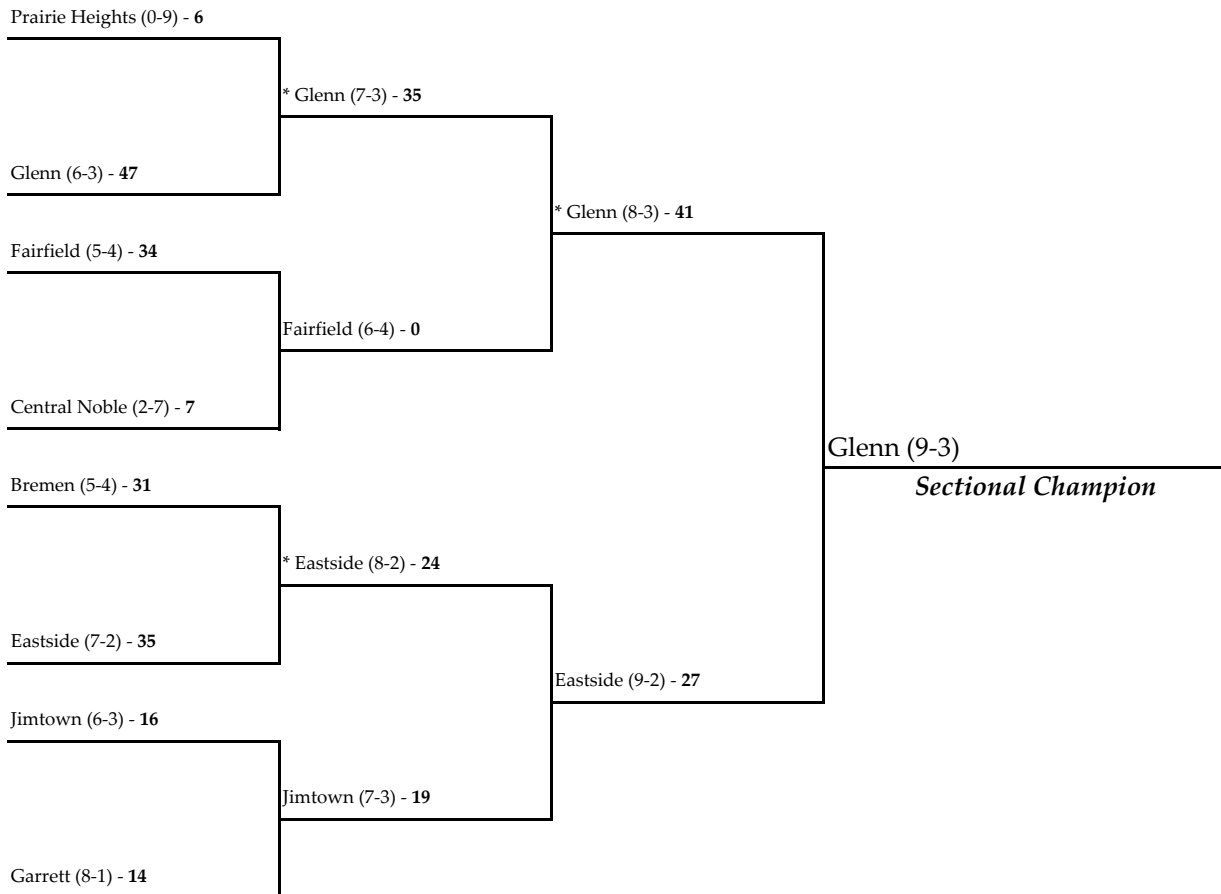 Prairie Heights (0-9) - 6
* Glenn (7-3) - 35
Glenn (6-3) - 47
* Glenn (8-3) - 41
Fairfield (5-4) - 34
Fairfield (6-4) - 0
Central Noble (2-7) - 7
Glenn (9-3)
Sectional Champion
Bremen (5-4) - 31
* Eastside (8-2) - 24
Eastside (7-2) - 35
Eastside (9-2) - 27
Jimtown (6-3) - 16
Jimtown (7-3) - 19
Garrett (8-1) - 14